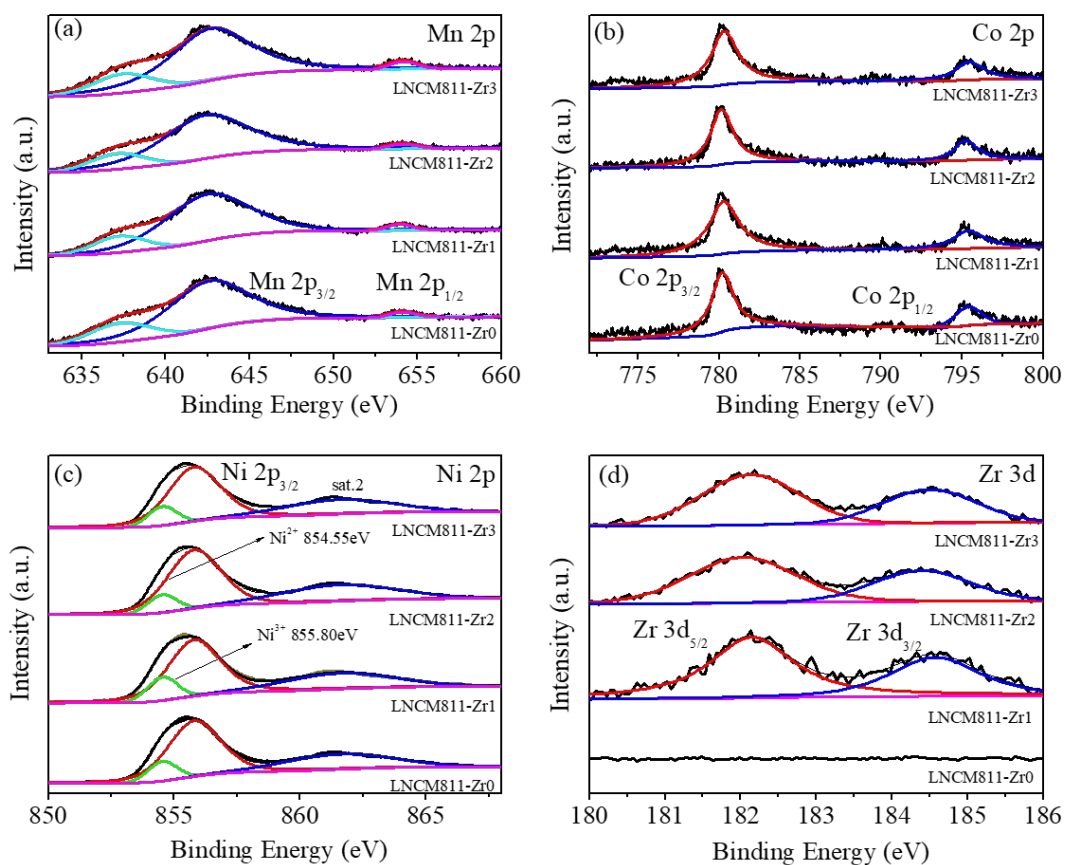 (a) Mn 2p
LNCM811-Zr3
LNCM811-Zr2
LNCM811-Zr1
Mn 2p3/2 Mn 2p1/2
LNCM811-Zr0
635 640 645 650 655 660
Binding Energy (eV)
Intensity (a.u.)
(b) Co 2p
LNCM811-Zr3
LNCM811-Zr2
LNCM811-Zr1
Co 2p3/2 Co 2p1/2
LNCM811-Zr0
775 780 785 790 795 800
Binding Energy (eV)
Intensity (a.u.)
(c) Ni 2p3/2 sat.2 Ni 2p
LNCM811-Zr3
Ni2+ 854.55eV
LNCM811-Zr2
Ni3+ 855.80eV
LNCM811-Zr1
LNCM811-Zr0
850 855 860 865
Binding Energy (eV)
Intensity (a.u.)
(d) Zr 3d
LNCM811-Zr3
LNCM811-Zr2
Zr 3d5/2 Zr 3d3/2
LNCM811-Zr1
LNCM811-Zr0
180 181 182 183 184 185 186
Binding Energy (eV)
Intensity (a.u.)